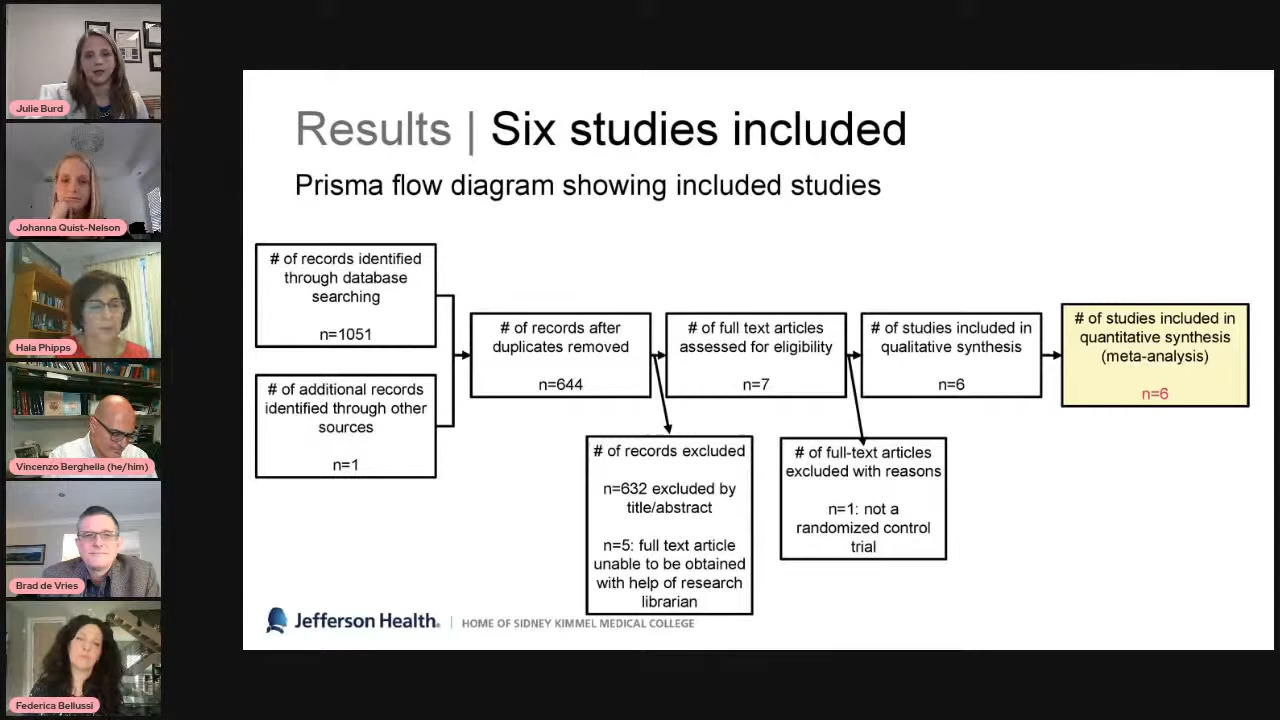 Julie Burd
Johanna Quist-Nelson
Hala Phipps
Vincenzo Berghella (he/him)
Brad de Vries
Federica Bellussi
Results | Six studies included
Prisma flow diagram showing included studies
# of records identified
through database
searching
n=1051
# of additional records
identified through other
sources
n=1
# of records after
duplicates removed
n=644
# of full text articles
assessed for eligibility
n=7
# of studies included in
qualitative synthesis
n=6
# of studies included in
quantitative synthesis
(meta-analysis)
n=6
# of records excluded
n=632 excluded by
title/abstract
n=5: full text article
unable to be obtained
with help of research
librarian
# of full-text articles
excluded with reasons
n=1: not a
randomized control
trial
Jefferson Health.
HOME OF SIDNEY KIMMEL MEDICAL COLLEGE